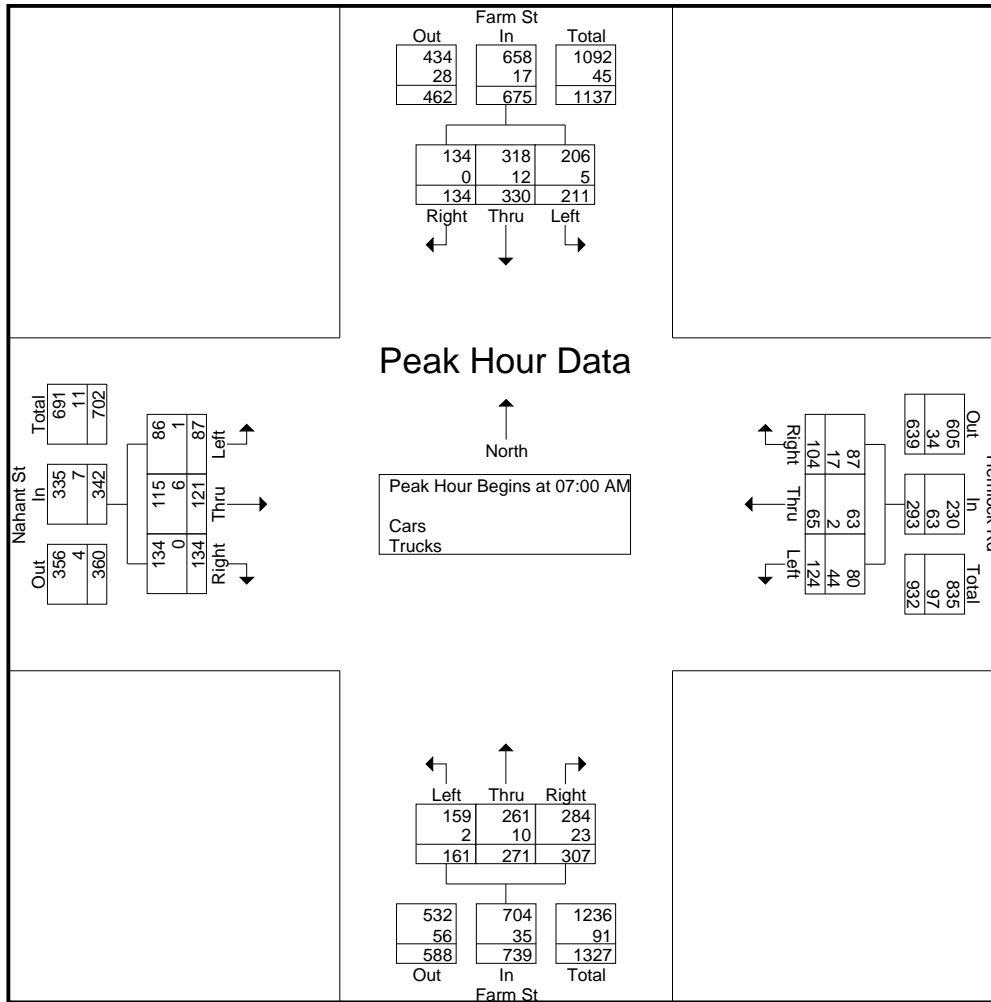 Farm St
Out In Total
434 658 1092
28 17 45
462 675 1137
134 318 206
0 12 5
134 330 211
Right Thru Left
Peak Hour Data
North
Peak Hour Begins at 07:00 AM
Cars
Trucks
Nahant St
Total In Out
691 335 356
11 7 4
702 342 360
86 115 134
1 6 0
87 121 134
Left Thru Right
Out In Total
605 230 835
34 63 97
639 293 932
87 63 80
17 2 44
104 65 124
Right Thru Left
Left Thru Right
159 261 284
2 10 23
161 271 307
532 704 1236
56 35 91
588 739 1327
Out In Total
Farm St